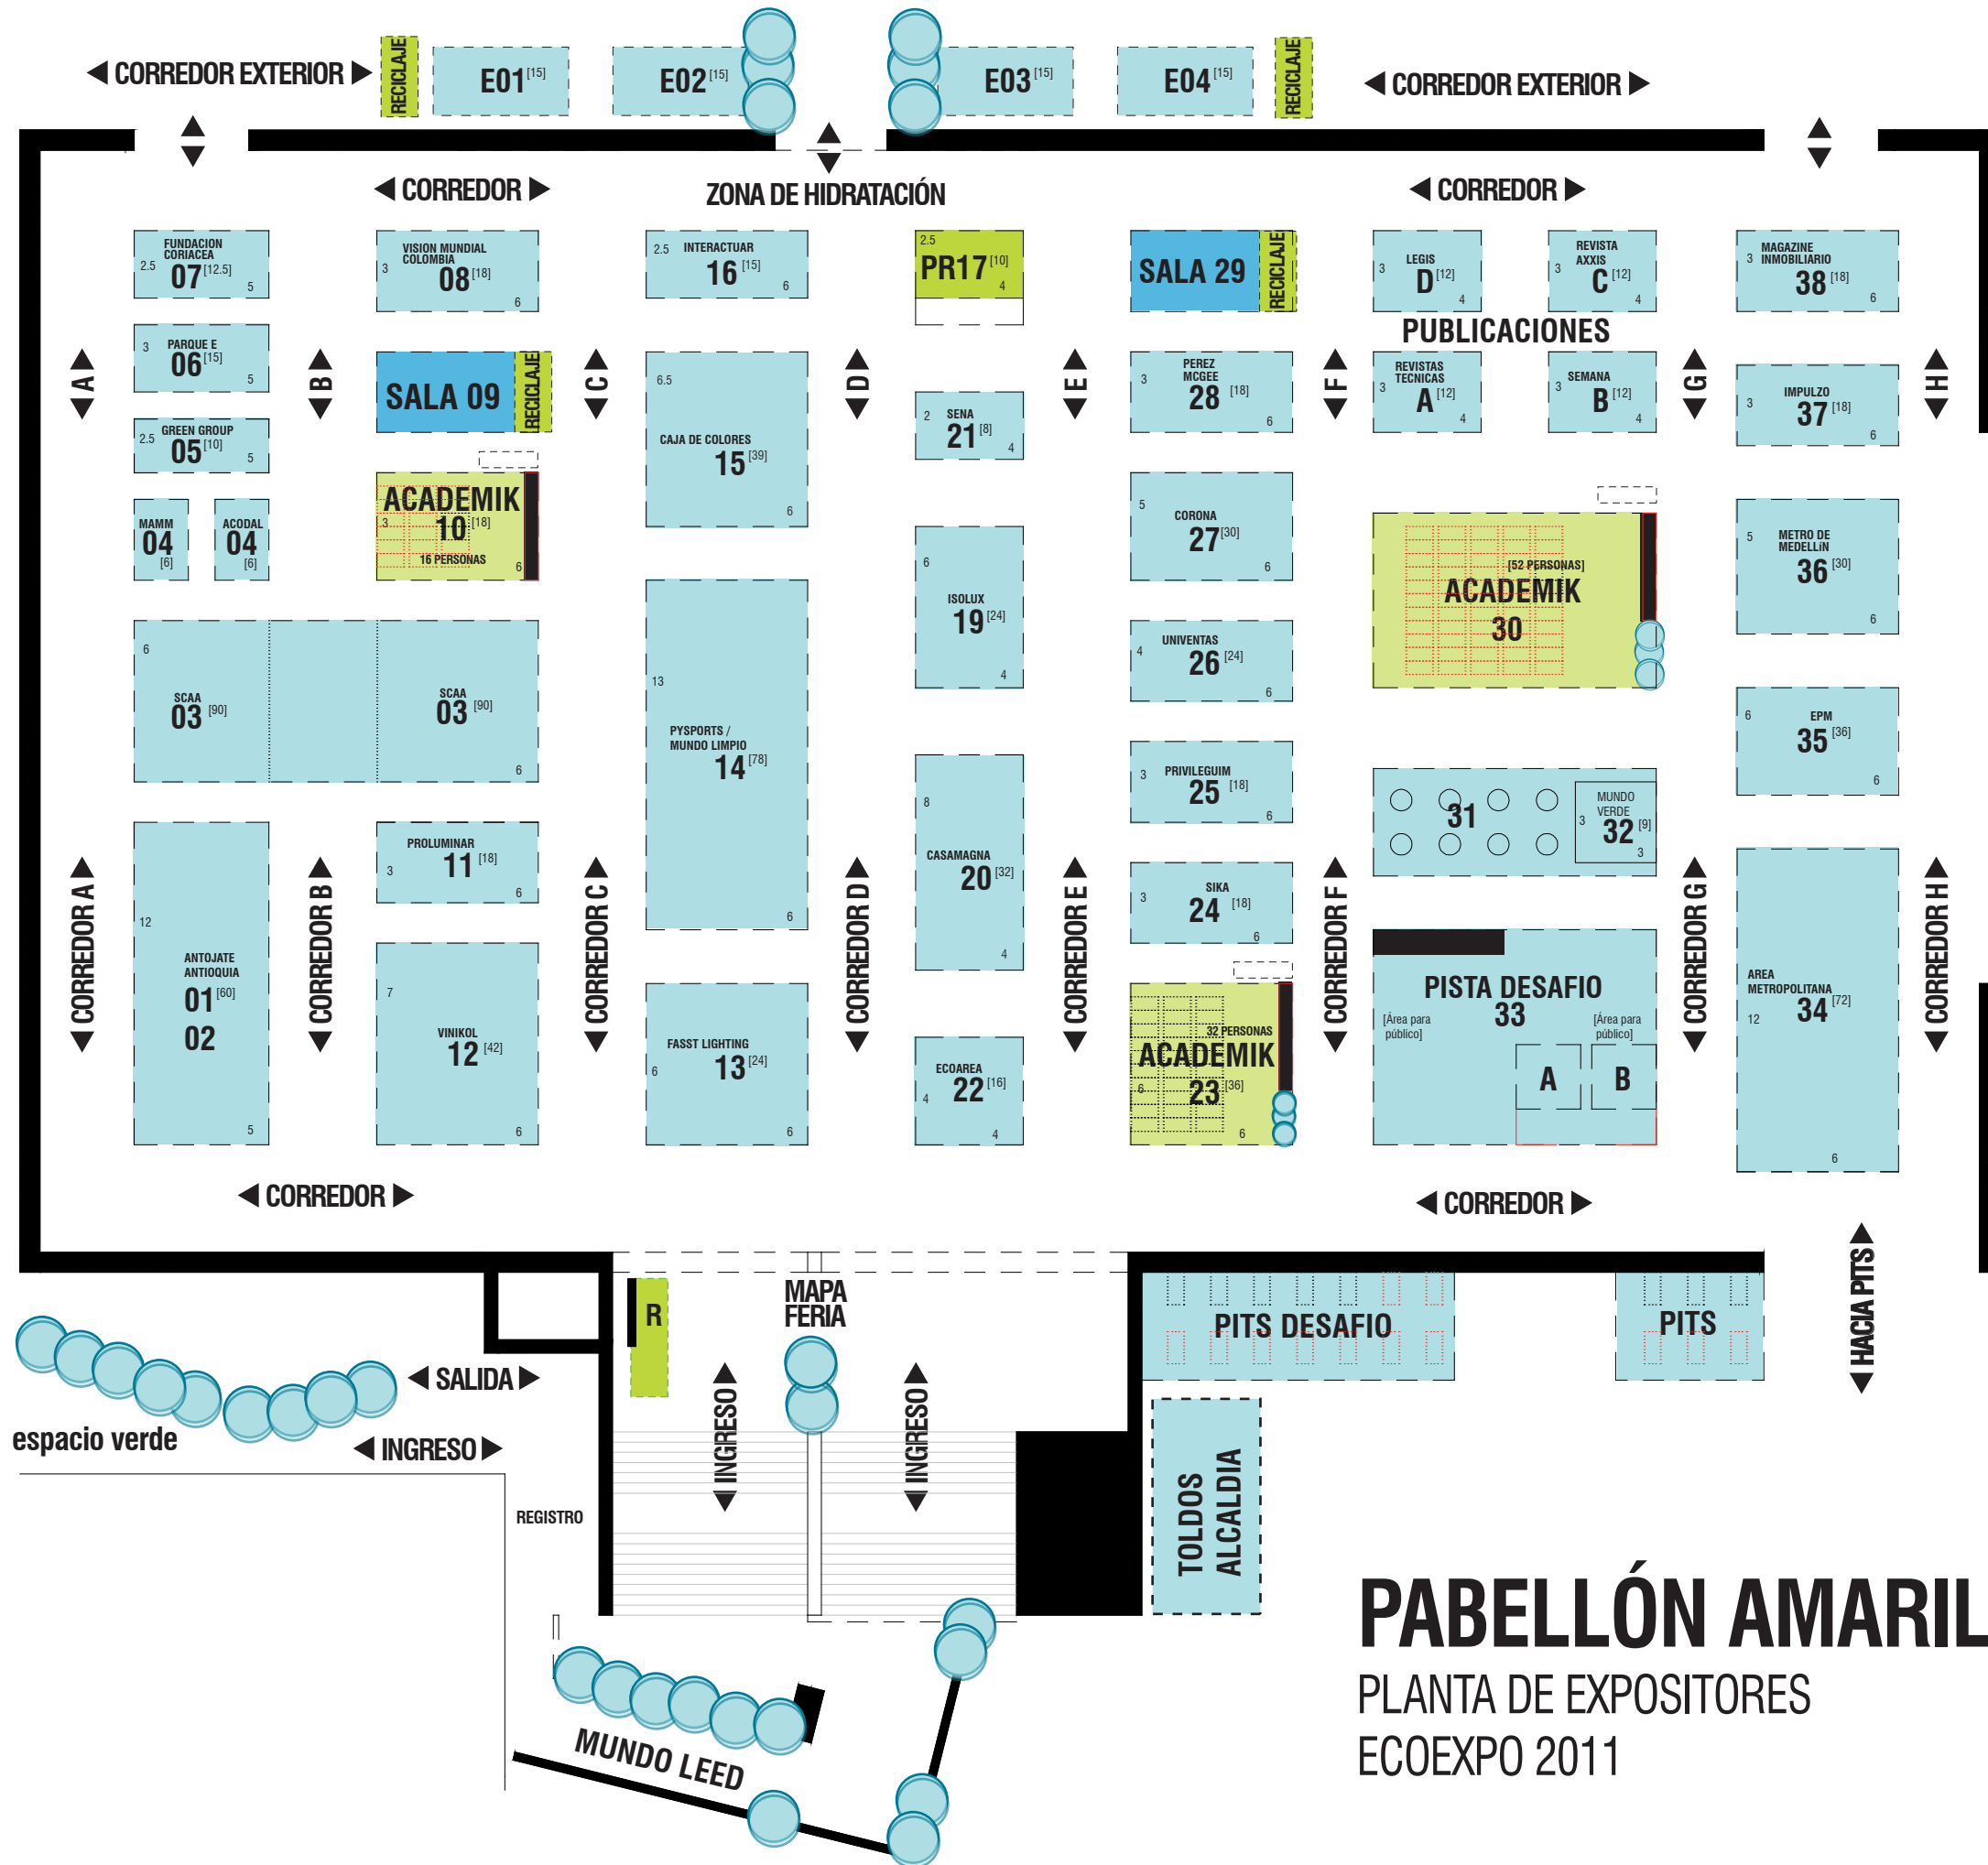 ◄ CORREDOR EXTERIOR ►
RECICLAJE
E01 [15]
E02 [15]
E03 [15]
E04 [15]
RECICLAJE
◄ CORREDOR EXTERIOR ►
◄ CORREDOR ►
ZONA DE HIDRATACIÓN
◄ CORREDOR ►
FUNDACION
CORIACEA
2.5 07 [12.5]
5
VISION MUNDIAL
COLOMBIA
3 08 [18]
6
2.5 INTERACTUAR
16 [15]
6
2.5
PR17 [10]
4
SALA 29
RECICLAJE
LEGIS
3 D [12]
4
REVISTA
AXXIS
3 C [12]
4
MAGAZINE
3 INMOBILIARIO
38 [18]
6
PUBLICACIONES
◄ A ►
3 PARQUE E
06 [15]
5
◄ B ►
SALA 09
RECICLAJE
◄ C ►
6.5
CAJA DE COLORES
15 [39]
6
◄ D ►
2 SENA
21 [8]
4
◄ E ►
PEREZ
3 MCGEE
28 [18]
6
◄ F ►
REVISTAS
TECNICAS
3 A [12]
4
SEMANA
3 B [12]
4
◄ G ►
IMPULZO
3 37 [18]
6
◄ H ►
GREEN GROUP
2.5 05 [10]
5
MAMM
04
[6]
ACODAL
04
[6]
ACADEMIK
3 10 [18]
16 PERSONAS
6
5
CORONA
27 [30]
6
[52 PERSONAS]
ACADEMIK
30
5 METRO DE
MEDELLíN
36 [30]
6
6
ISOLUX
19 [24]
4
6
SCAA
03 [90]
SCAA
03 [90]
6
13
PYSPORTS /
MUNDO LIMPIO
14 [78]
6
UNIVENTAS
4 26 [24]
6
6 EPM
35 [36]
6
3 PRIVILEGUIM
25 [18]
6
31
MUNDO
VERDE
3 32 [9]
3
8
CASAMAGNA
20 [32]
4
PROLUMINAR
3 11 [18]
6
SIKA
3 24 [18]
6
◄ CORREDOR A ►
12
ANTOJATE
ANTIOQUIA
01 [60]
02
5
◄ CORREDOR B ►
7
VINIKOL
12 [42]
6
◄ CORREDOR C ►
FASST LIGHTING
6 13 [24]
6
◄ CORREDOR D ►
ECOAREA
4 22 [16]
4
◄ CORREDOR E ►
32 PERSONAS
ACADEMIK
6 23 [36]
6
◄ CORREDOR F ►
PISTA DESAFIO
33
[Área para
público]
[Área para
público]
A
B
◄ CORREDOR G ►
AREA
METROPOLITANA
12 34 [72]
6
◄ CORREDOR H ►
◄ CORREDOR ►
◄ CORREDOR ►
◄ HACIA PITS ►
R
MAPA
FERIA
PITS DESAFIO
PITS
◄ SALIDA ►
espacio verde
◄ INGRESO ►
◄ INGRESO ►
◄ INGRESO ►
REGISTRO
TOLDOS
ALCALDIA
MUNDO LEED
PABELLÓN AMARIL
PLANTA DE EXPOSITORES
ECOEXPO 2011